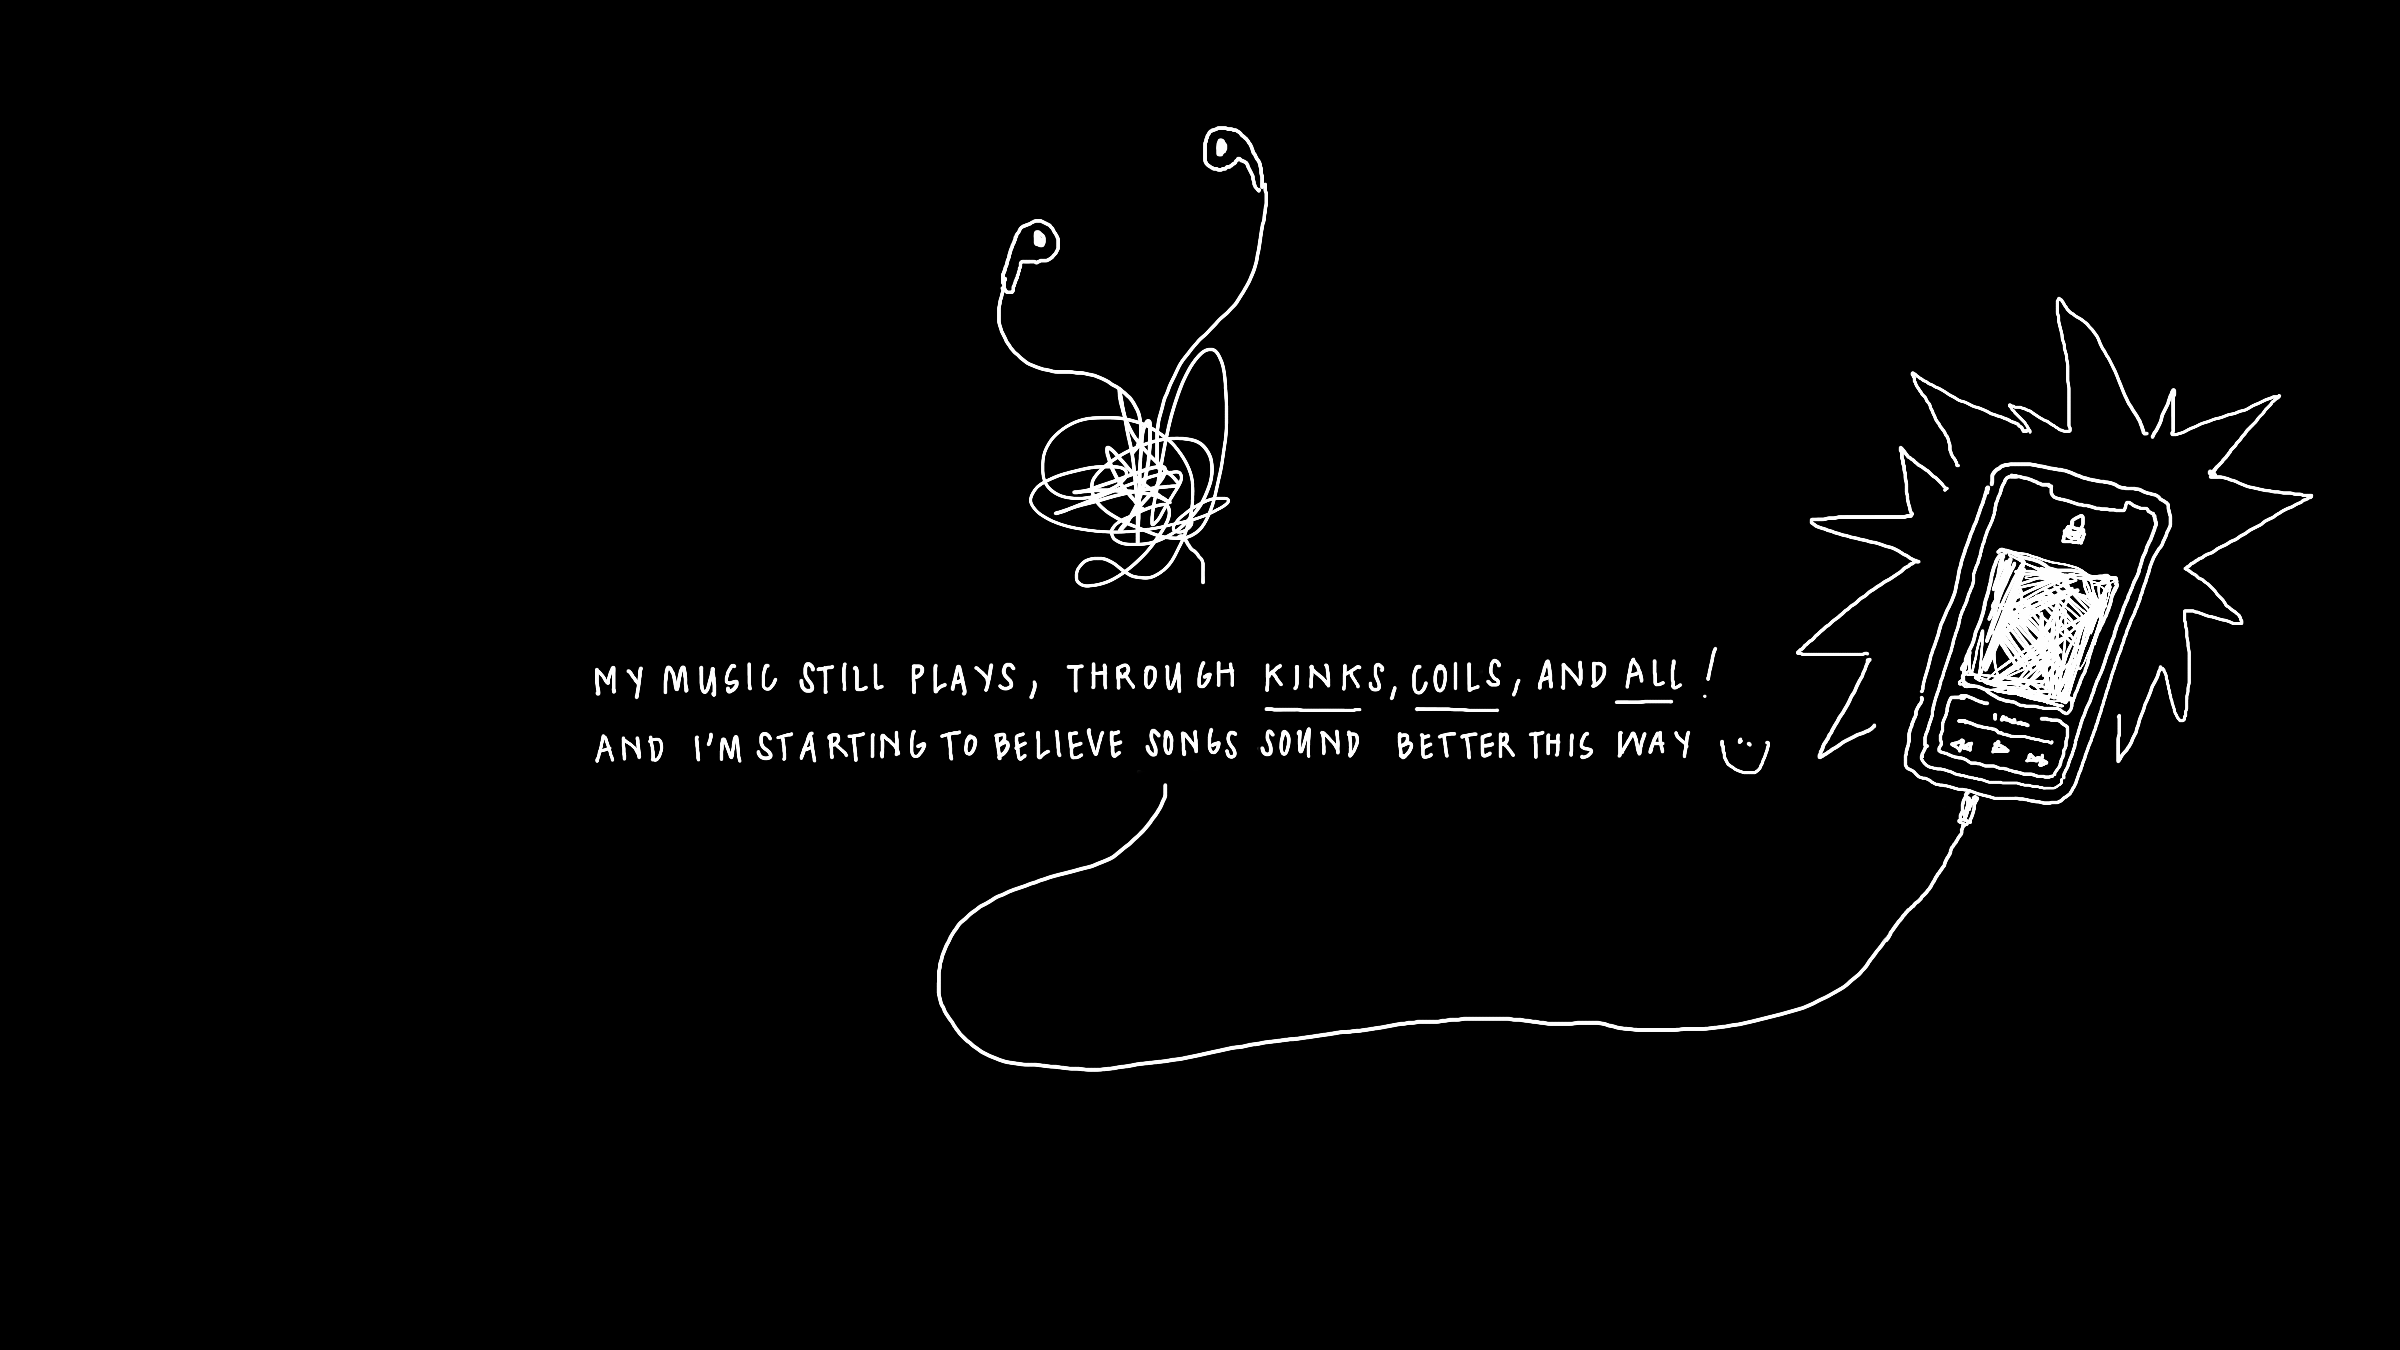 MY MUSIC STILL PLAYS, THROUGH KINKS, COILS, AND ALL!
AND I'M STARTING TO BELIEVE SONGS SOUND BETTER THIS WAY